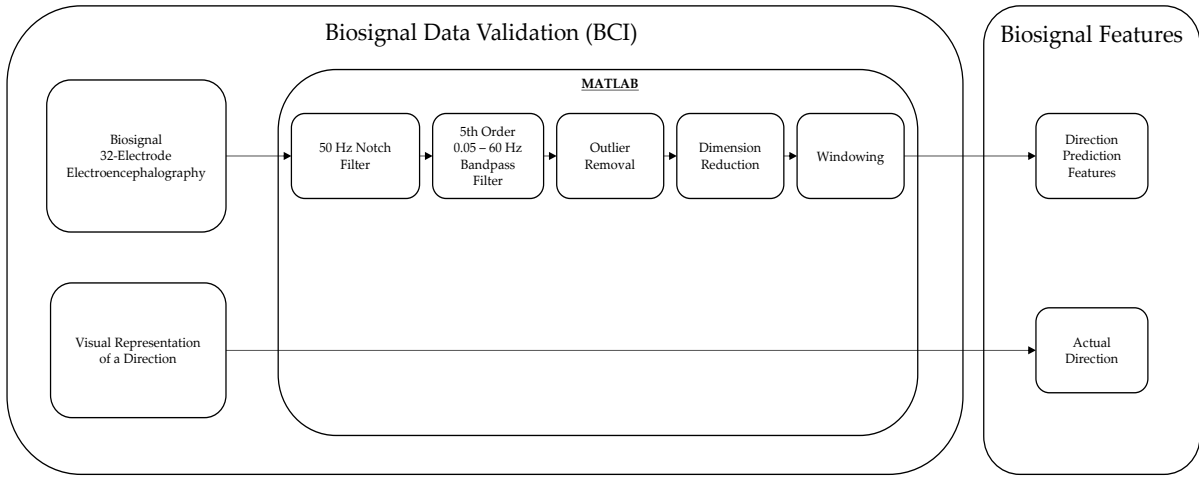 Biosignal Data Validation (BCI)
Biosignal Features
MATLAB
Biosignal
32-Electrode
Electroencephalography
50 Hz Notch
Filter
5th Order
0.05 – 60 Hz
Bandpass
Filter
Outlier
Removal
Dimension
Reduction
Windowing
Direction
Prediction
Features
Visual Representation
of a Direction
Actual
Direction